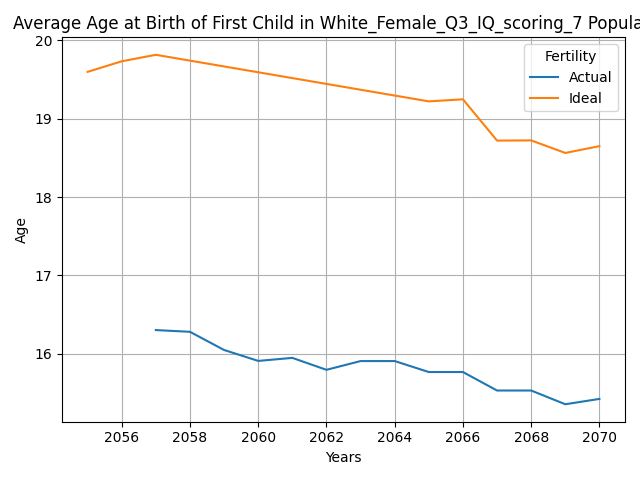 Average Age at Birth of First Child in White_Female_Q3_IQ_scoring_7 Popula
20
19
18
17
16
Age
Fertility
Actual
Ideal
2056 2058 2060 2062 2064 2066 2068 2070
Years